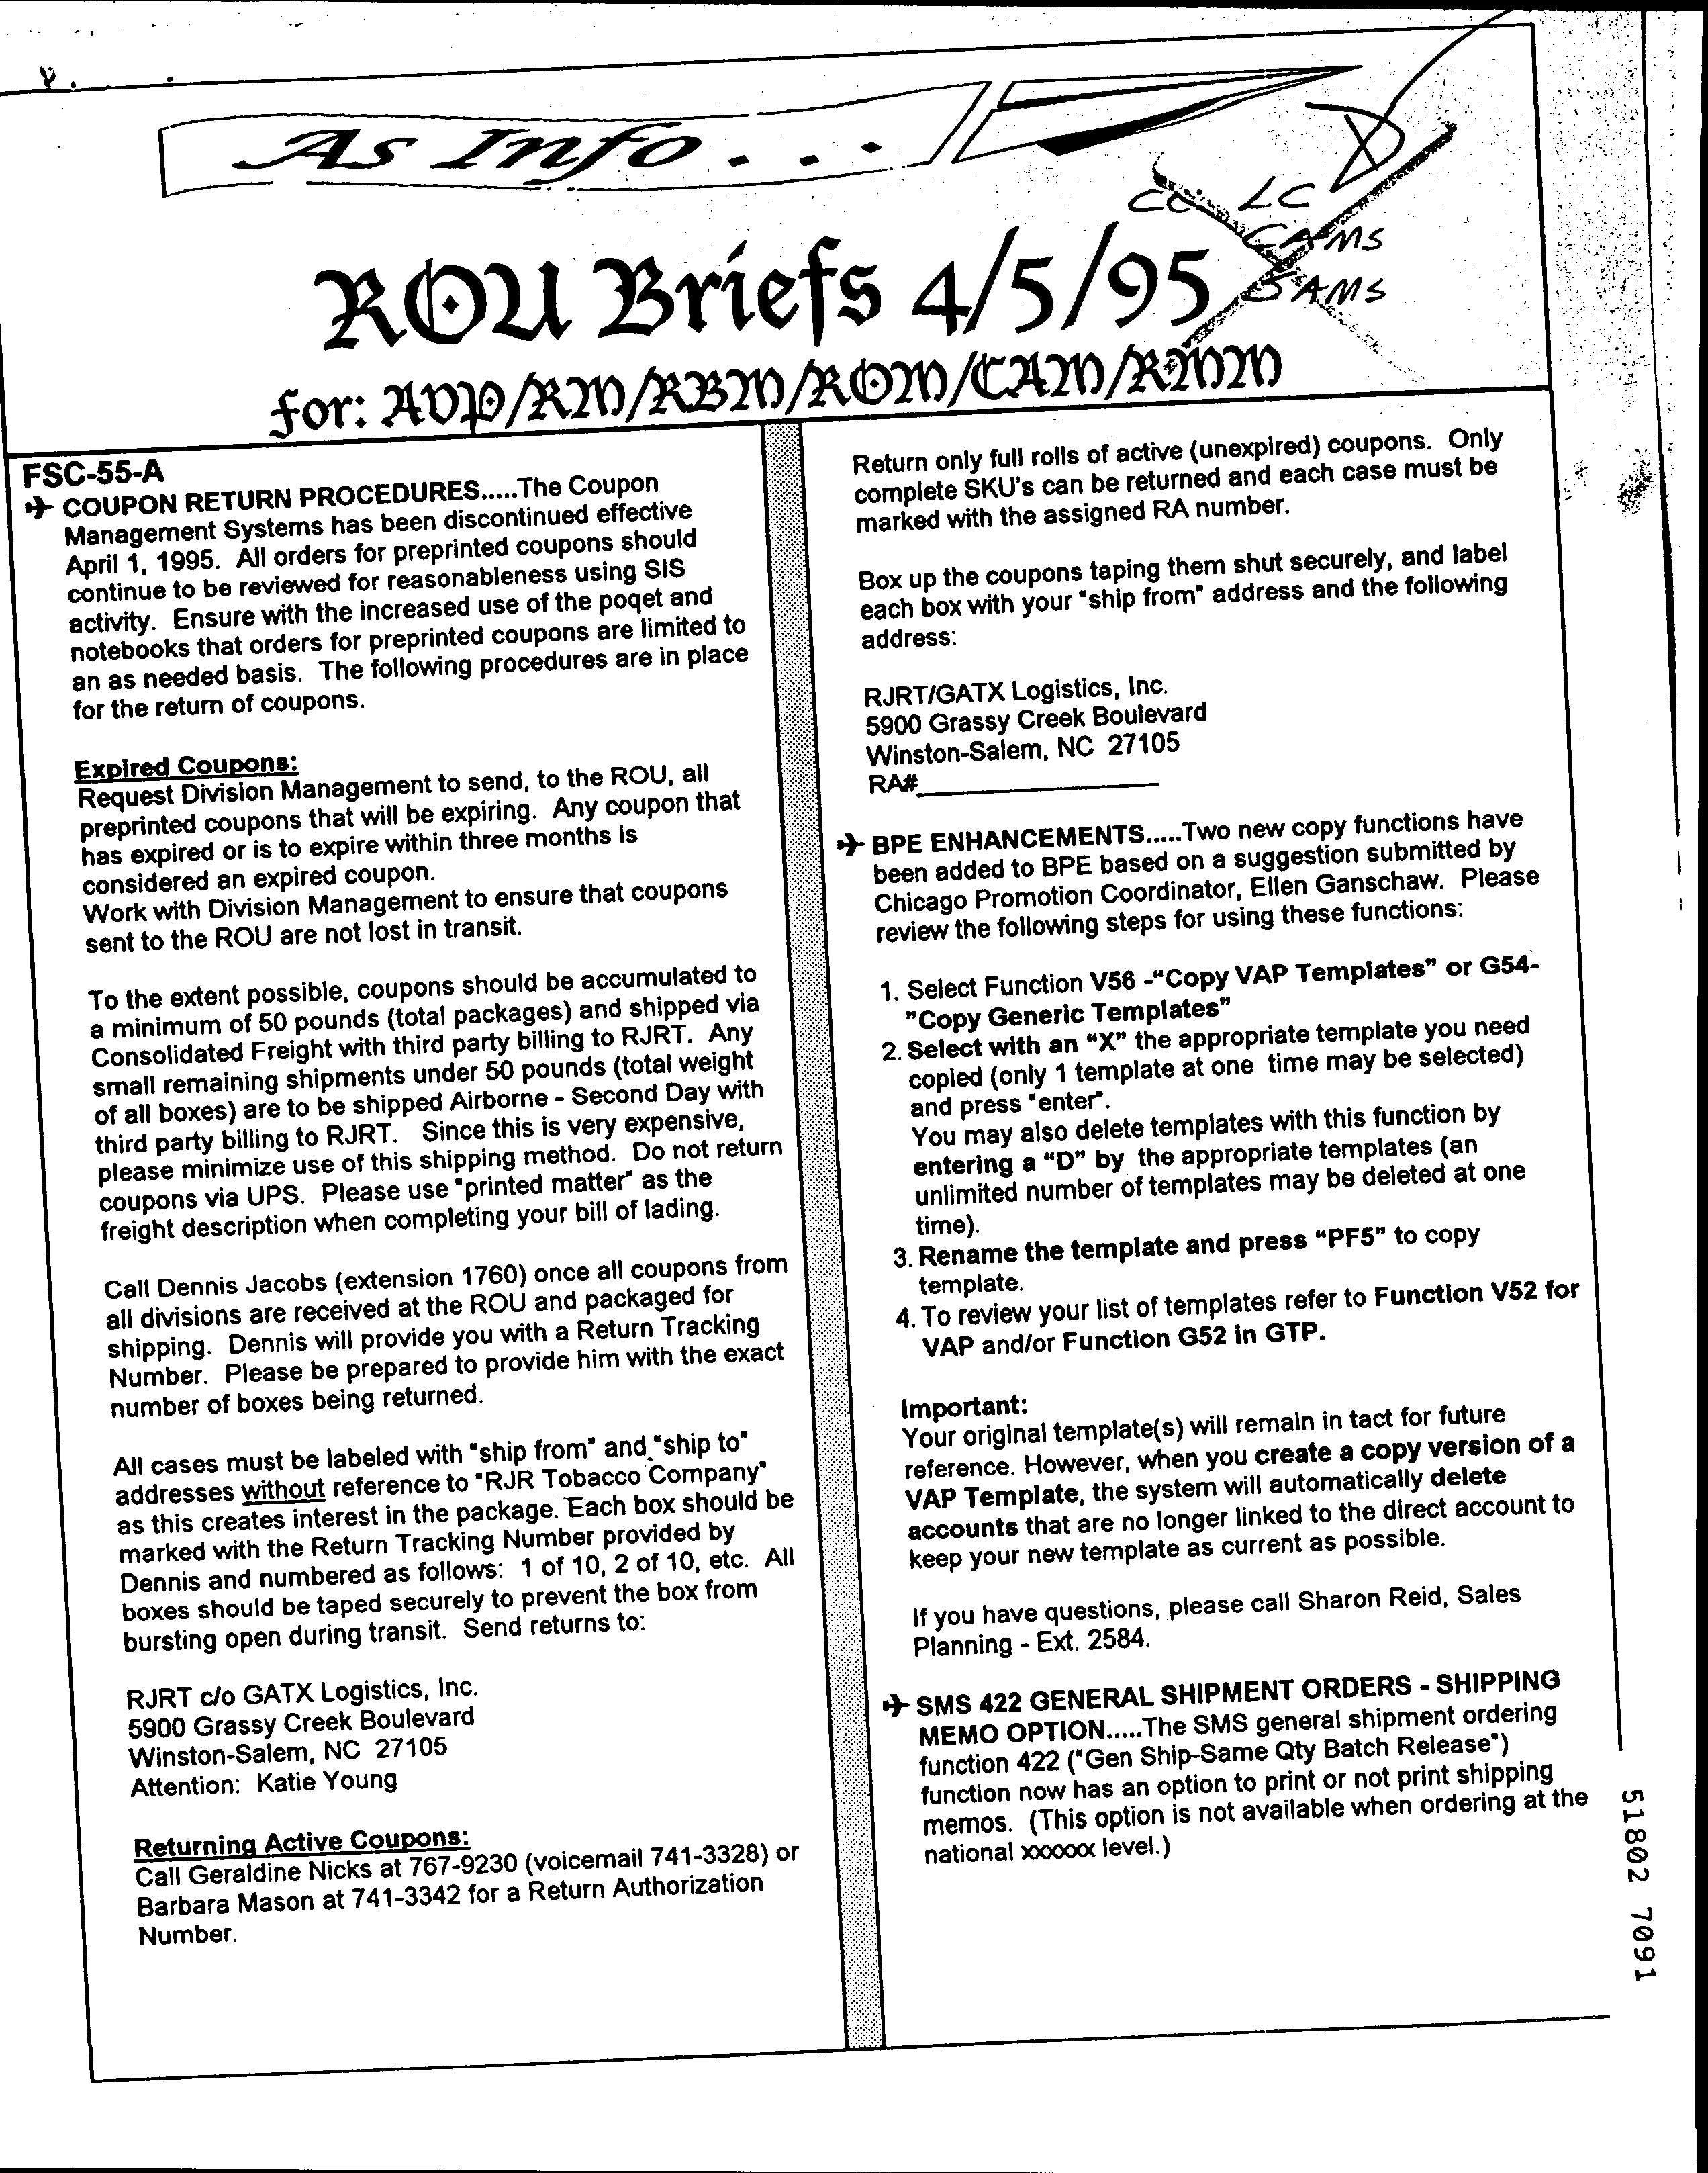 As Info . . .
D
CC LC
CAMS
SAMS
ROU Briefs 4/5/95
for: AVP/RM/RBM/ROM/CAM/RMM
FSC-55-A
COUPON RETURN PROCEDURES.....The Coupon
Management Systems has been discontinued effective
April 1, 1995. All orders for preprinted coupons should
continue to be reviewed for reasonableness using SIS
activity. Ensure with the increased use of the poqet and
notebooks that orders for preprinted coupons are limited to
an as needed basis. The following procedures are in place
for the return of coupons.
Expired Coupons:
Request Division Management to send, to the ROU, all
preprinted coupons that will be expiring. Any coupon that
has expired or is to expire within three months is
considered an expired coupon.
Work with Division Management to ensure that coupons
sent to the ROU are not lost in transit.
To the extent possible, coupons should be accumulated to
a minimum of 50 pounds (total packages) and shipped via
Consolidated Freight with third party billing to RJRT. Any
small remaining shipments under 50 pounds (total weight
of all boxes) are to be shipped Airborne - Second Day with
third party billing to RJRT. Since this is very expensive,
please minimize use of this shipping method. Do not return
coupons via UPS. Please use "printed matter" as the
freight description when completing your bill of lading.
Call Dennis Jacobs (extension 1760) once all coupons from
all divisions are received at the ROU and packaged for
shipping. Dennis will provide you with a Return Tracking
Number. Please be prepared to provide him with the exact
number of boxes being returned.
All cases must be labeled with "ship from" and "ship to"
addresses without reference to "RJR Tobacco Company"
as this creates interest in the package. Each box should be
marked with the Return Tracking Number provided by
Dennis and numbered as follows: 1 of 10, 2 of 10, etc. All
boxes should be taped securely to prevent the box from
bursting open during transit. Send returns to:
RJRT c/o GATX Logistics, Inc.
5900 Grassy Creek Boulevard
Winston-Salem, NC 27105
Attention: Katie Young
Returning Active Coupons:
Call Geraldine Nicks at 767-9230 (voicemail 741-3328) or
Barbara Mason at 741-3342 for a Return Authorization
Number.
Return only full rolls of active (unexpired) coupons. Only
complete SKU's can be returned and each case must be
marked with the assigned RA number.
Box up the coupons taping them shut securely, and label
each box with your "ship from" address and the following
address:
RJRT/GATX Logistics, Inc.
5900 Grassy Creek Boulevard
Winston-Salem, NC 27105
RA#
BPE ENHANCEMENTS.....Two new copy functions have
been added to BPE based on a suggestion submitted by
Chicago Promotion Coordinator, Ellen Ganschaw. Please
review the following steps for using these functions:
1. Select Function V56 -“Copy VAP Templates” or G54-
"Copy Generic Templates”
2. Select with an “X” the appropriate template you need
copied (only 1 template at one time may be selected)
and press "enter".
You may also delete templates with this function by
entering a “D” by the appropriate templates (an
unlimited number of templates may be deleted at one
time).
3. Rename the template and press “PF5” to copy
template.
4. To review your list of templates refer to Function V52 for
VAP and/or Function G52 in GTP.
Important:
Your original template(s) will remain in tact for future
reference. However, when you create a copy version of a
VAP Template, the system will automatically delete
accounts that are no longer linked to the direct account to
keep your new template as current as possible.
If you have questions, please call Sharon Reid, Sales
Planning - Ext. 2584.
SMS 422 GENERAL SHIPMENT ORDERS - SHIPPING
MEMO OPTION.....The SMS general shipment ordering
function 422 ("Gen Ship-Same Qty Batch Release")
function now has an option to print or not print shipping
memos. (This option is not available when ordering at the
national xxxxxx level.)
51802 7091